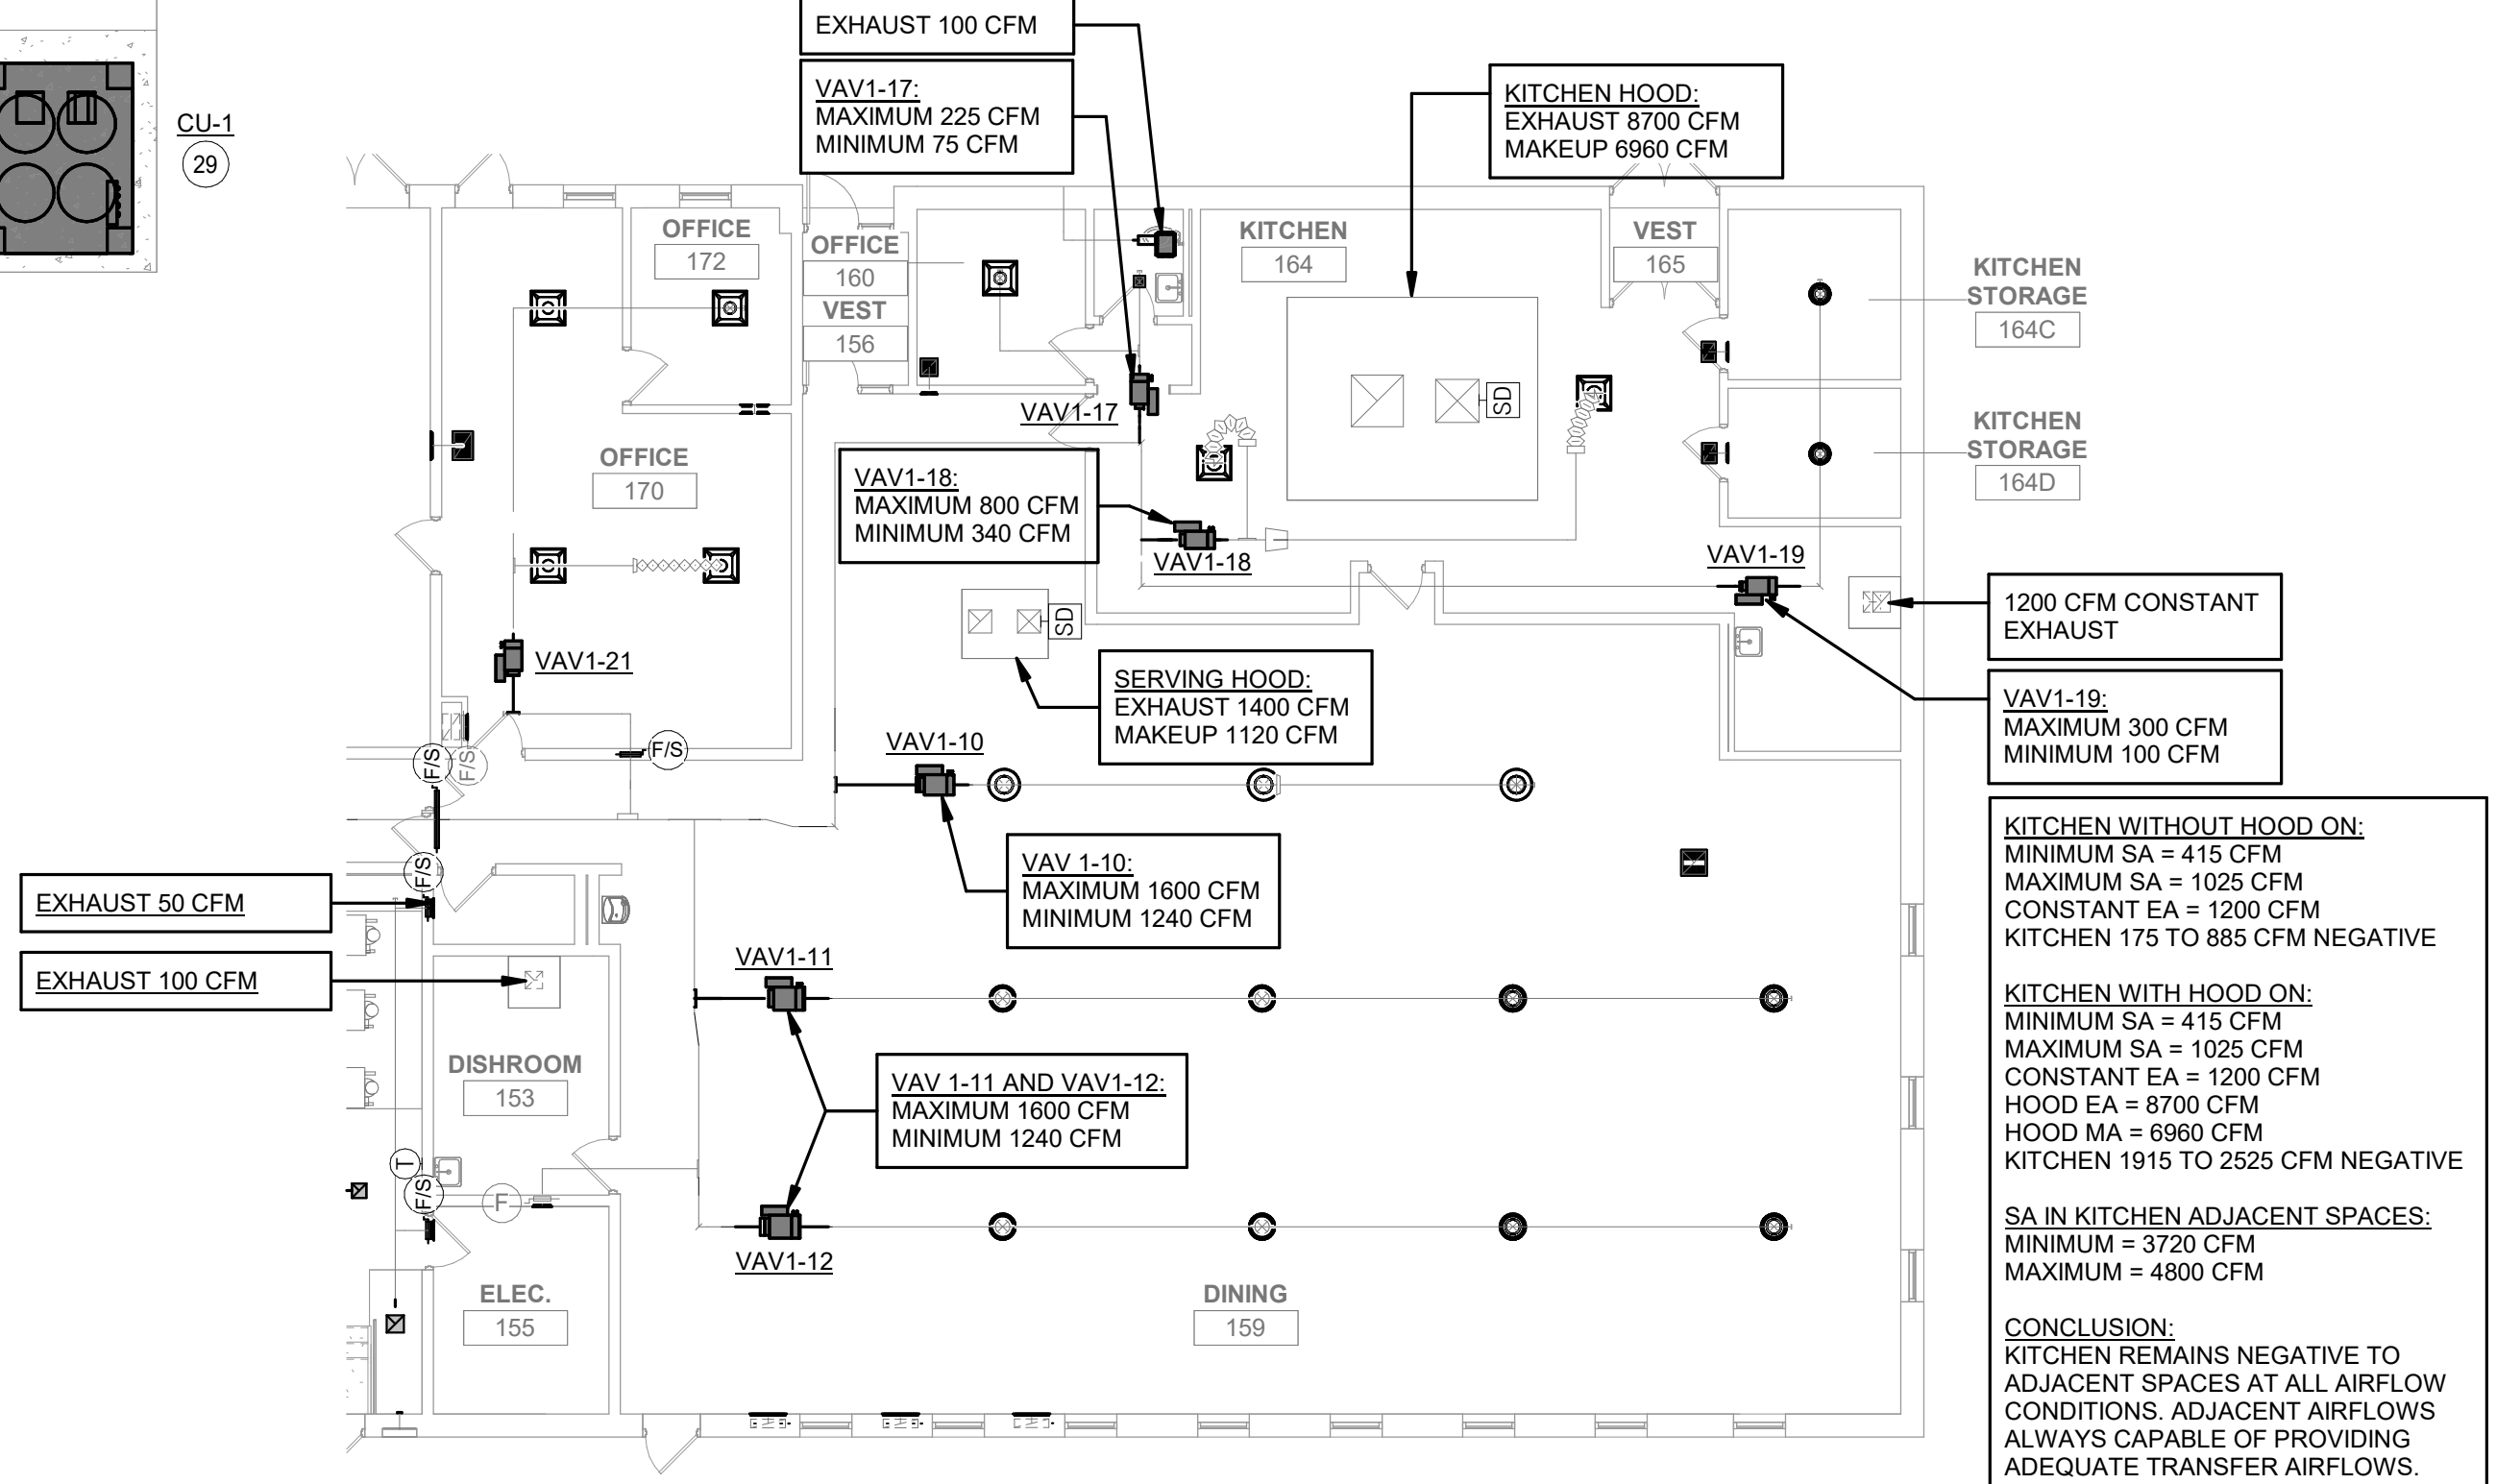 EXHAUST 100 CFM
VAV1-17:
MAXIMUM 225 CFM
MINIMUM 75 CFM
KITCHEN HOOD:
EXHAUST 8700 CFM
MAKEUP 6960 CFM
CU-1
29
OFFICE
172
OFFICE
160
VEST
156
KITCHEN
164
VEST
165
KITCHEN
STORAGE
164C
KITCHEN
STORAGE
164D
SD
VAV1-17
OFFICE
170
VAV1-18:
MAXIMUM 800 CFM
MINIMUM 340 CFM
VAV1-18
VAV1-19
1200 CFM CONSTANT
EXHAUST
VAV1-19:
MAXIMUM 300 CFM
MINIMUM 100 CFM
SD
VAV1-21
SERVING HOOD:
EXHAUST 1400 CFM
MAKEUP 1120 CFM
F/S
F/S
F/S
VAV1-10
VAV 1-10:
MAXIMUM 1600 CFM
MINIMUM 1240 CFM
F/S
EXHAUST 50 CFM
EXHAUST 100 CFM
VAV1-11
VAV 1-11 AND VAV1-12:
MAXIMUM 1600 CFM
MINIMUM 1240 CFM
DISHROOM
153
T
F/S
F
VAV1-12
ELEC.
155
DINING
159
KITCHEN WITHOUT HOOD ON:
MINIMUM SA = 415 CFM
MAXIMUM SA = 1025 CFM
CONSTANT EA = 1200 CFM
KITCHEN 175 TO 885 CFM NEGATIVE
KITCHEN WITH HOOD ON:
MINIMUM SA = 415 CFM
MAXIMUM SA = 1025 CFM
CONSTANT EA = 1200 CFM
HOOD EA = 8700 CFM
HOOD MA = 6960 CFM
KITCHEN 1915 TO 2525 CFM NEGATIVE
SA IN KITCHEN ADJACENT SPACES:
MINIMUM = 3720 CFM
MAXIMUM = 4800 CFM
CONCLUSION:
KITCHEN REMAINS NEGATIVE TO
ADJACENT SPACES AT ALL AIRFLOW
CONDITIONS. ADJACENT AIRFLOWS
ALWAYS CAPABLE OF PROVIDING
ADEQUATE TRANSFER AIRFLOWS.